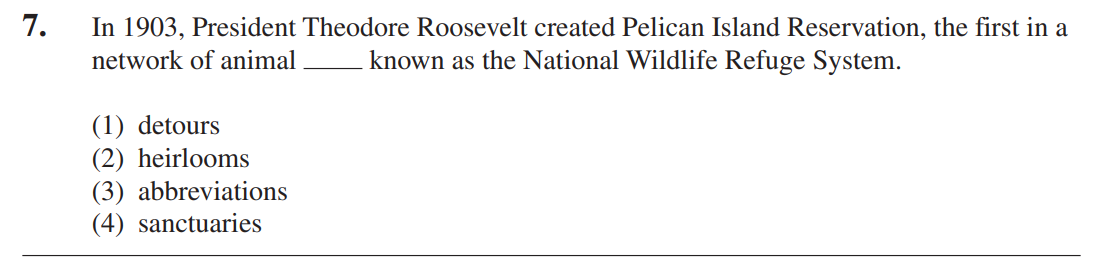 7. In 1903, President Theodore Roosevelt created Pelican Island Reservation, the first in a
network of animal _____ known as the National Wildlife Refuge System.
(1) detours
(2) heirlooms
(3) abbreviations
(4) sanctuaries